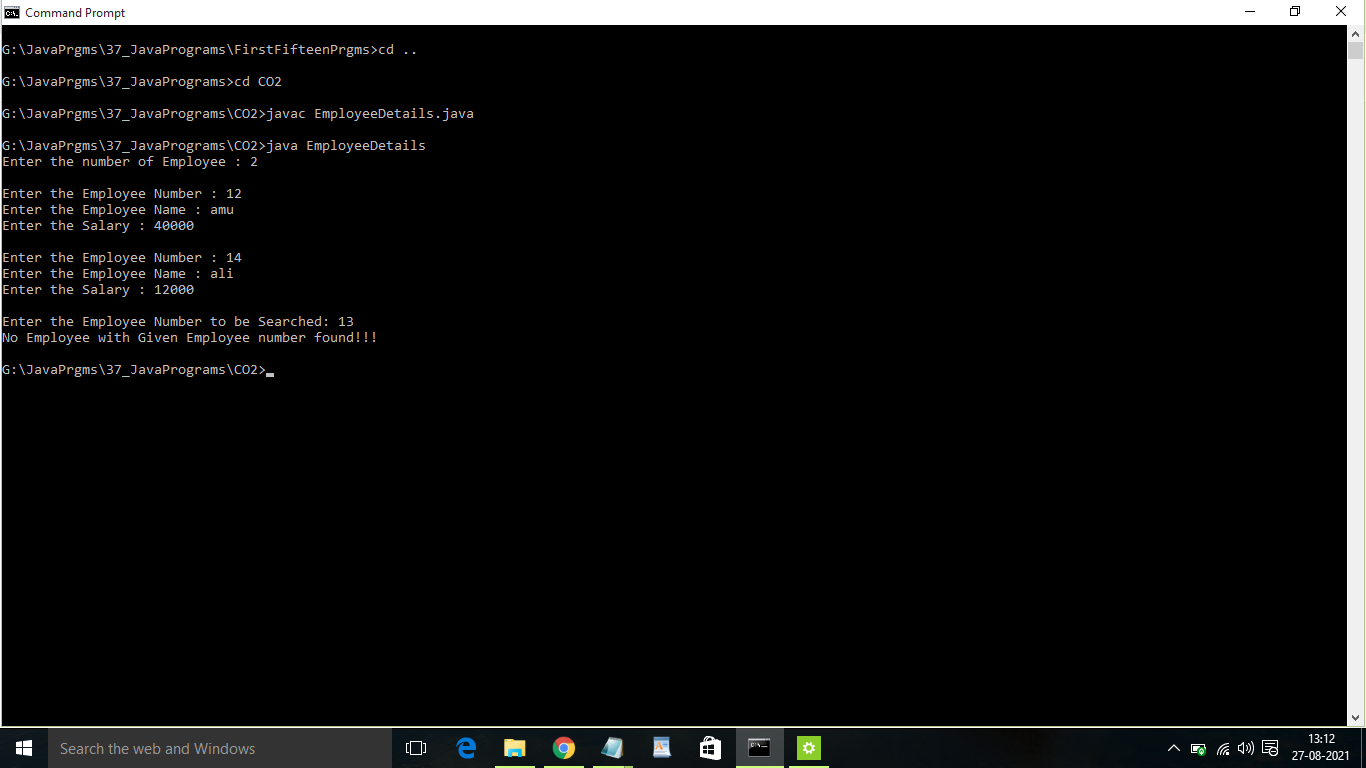 Command Prompt
G:\JavaPrgms\37_JavaPrograms\FirstFifteenPrgms>cd ..
G:\JavaPrgms\37_JavaPrograms>cd CO2
G:\JavaPrgms\37_JavaPrograms\CO2>javac EmployeeDetails.java
G:\JavaPrgms\37_JavaPrograms\CO2>java EmployeeDetails
Enter the number of Employee : 2
Enter the Employee Number : 12
Enter the Employee Name : amu
Enter the Salary : 40000
Enter the Employee Number : 14
Enter the Employee Name : ali
Enter the Salary : 12000
Enter the Employee Number to be Searched: 13
No Employee with Given Employee number found!!!
G:\JavaPrgms\37_JavaPrograms\CO2>
Search the web and Windows
13:12
27-08-2021